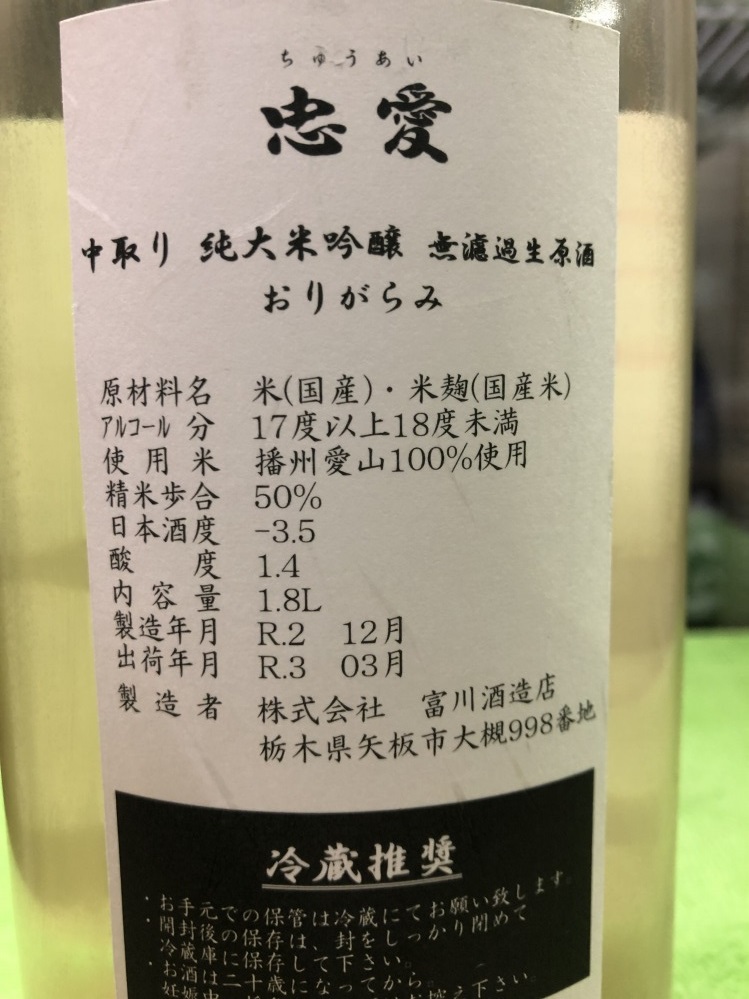 ちゅうあい
忠愛
中取り 純大米吟醸 無濾過生原酒
おりがらみ
原材料名 米(国産)・米麹(国産米)
アルコール分 17度以上18度未満
使用米 播州愛山100%使用
精米歩合 50%
日本酒度 -3.5
酸度 1.4
内容量 1.8L
製造年月 R.2 12月
出荷年月 R.3 03月
製造者 株式会社 富川酒造店
栃木県矢板市大槻998番地
冷蔵推奨
・お手元での保管は冷蔵にてお願い致します。
・開封後の保存は、封をしっかり閉めて
冷蔵庫に保存して下さい。
・お酒は二十歳になってから。